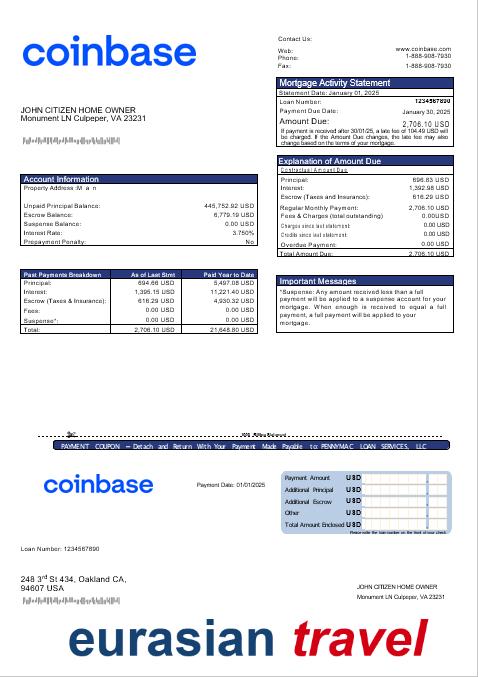 coinbase
Contact Us:
Web: www.coinbase.com
Phone: 1-888-908-7930
Fax: 1-888-908-7930
Mortgage Activity Statement
Statement Date: January 01, 2025
Loan Number: 1234567890
Payment Due Date: January 30, 2025
Amount Due: 2,706.10 USD
If payment is received after 30/01/25, a late fee of 104.49 USD will
be charged. If the Amount Due changes, the late fee may also
change based on the terms of your mortgage.
JOHN CITIZEN HOME OWNER
Monument LN Culpeper, VA 23231
Explanation of Amount Due
Contractual Amount Due
Principal: 696.83 USD
Interest: 1,392.98 USD
Escrow (Taxes and Insurance): 616.29 USD
Regular Monthly Payment: 2,706.10 USD
Fees & Charges (total outstanding) 0.00USD
Charges since last statement: 0.00 USD
Credits since last statement: 0.00 USD
Overdue Payment: 0.00 USD
Total Amount Due: 2,706.10 USD
Account Information
Property Address :M a n
Unpaid Principal Balance: 445,752.92 USD
Escrow Balance: 6,779.19 USD
Suspense Balance: 0.00 USD
Interest Rate: 3.750%
Prepayment Penalty: No
Past Payments Breakdown As of Last Stmt Paid Year to Date
Principal: 694.66 USD 5,497.08 USD
Interest: 1,395.15 USD 11,221.40 USD
Escrow (Taxes & Insurance): 616.29 USD 4,930.32 USD
Fees: 0.00 USD 0.00 USD
Suspense*: 0.00 USD 0.00 USD
Total: 2,706.10 USD 21,648.80 USD
Important Messages
*Suspense: Any amount received less than a full
payment will be applied to a suspense account for your
mortgage. When enough is received to equal a full
payment, a full payment will be applied to your
mortgage.
PAYMENT COUPON – Detach and Return With Your Payment Made Payable to: PENNYMAC LOAN SERVICES, LLC
coinbase
Payment Date: 01/01/2025
Payment Amount USD
Additional Principal USD
Additional Escrow USD
Other USD
Total Amount Enclosed USD
Please write the loan number on the front of your check.
Loan Number: 1234567890
248 3rd St 434, Oakland CA,
94607 USA
JOHN CITIZEN HOME OWNER
Monument LN Culpeper, VA 23231
eurasian travel